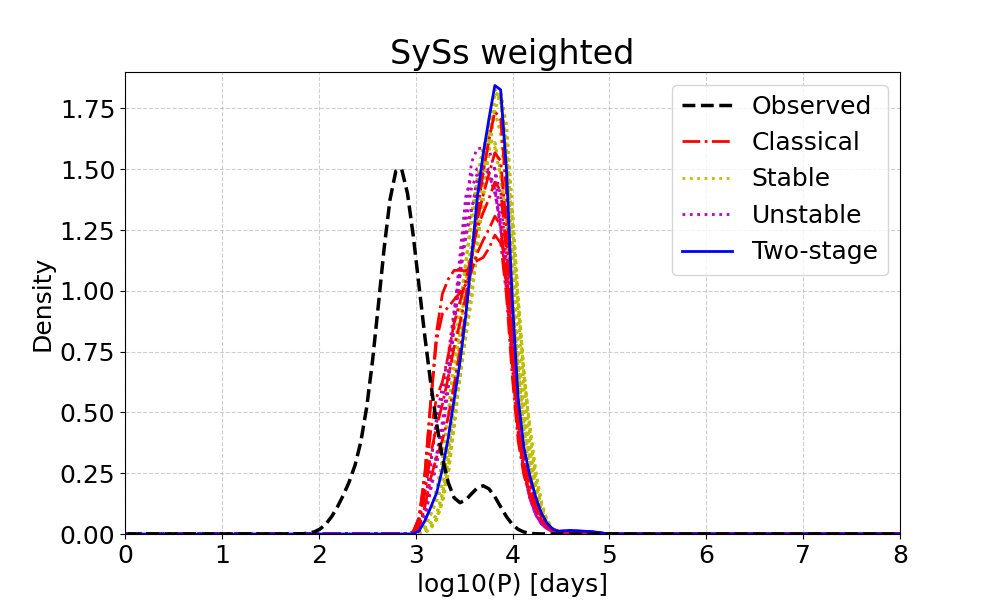 SySs weighted
Density
1.75
1.50
1.25
1.00
0.75
0.50
0.25
0.00
Observed
Classical
Stable
Unstable
Two-stage
0 1 2 3 4 5 6 7 8
log10(P) [days]